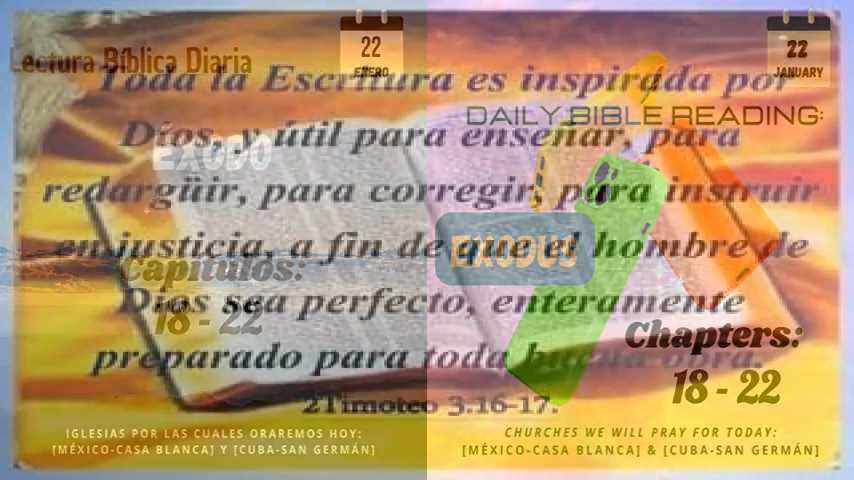 22
ENERO
Lectura Bíblica Diaria
22
JANUARY
Toda la Escritura es inspirada por
Dios, y útil para enseñar, para
redargüir, para corregir, para instruir
en justicia, a fin de que el hombre de
Dios sea perfecto, enteramente
preparado para toda buena obra.
2Timoteo 3.16-17.
EXODO
Capítulos:
18 - 22
IGLESIAS POR LAS CUALES ORAREMOS HOY:
[MÉXICO-CASA BLANCA] Y [CUBA-SAN GERMÁN]
DAILY BIBLE READING:
EXODUS
Chapters:
18 - 22
CHURCHES WE WILL PRAY FOR TODAY:
[MÉXICO-CASA BLANCA] & [CUBA-SAN GERMÁN]